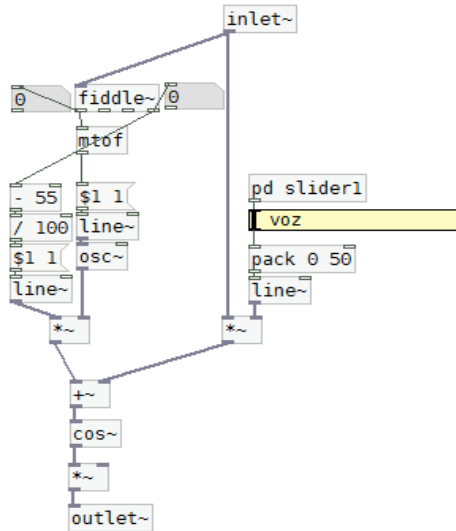 inlet~
0
fiddle~
0
mtof
- 55
$1 1
pd slider1
/ 100
line~
voz
$1 1
osc~
pack 0 50
line~
line~
*~
*~
+~
cos~
*~
outlet~